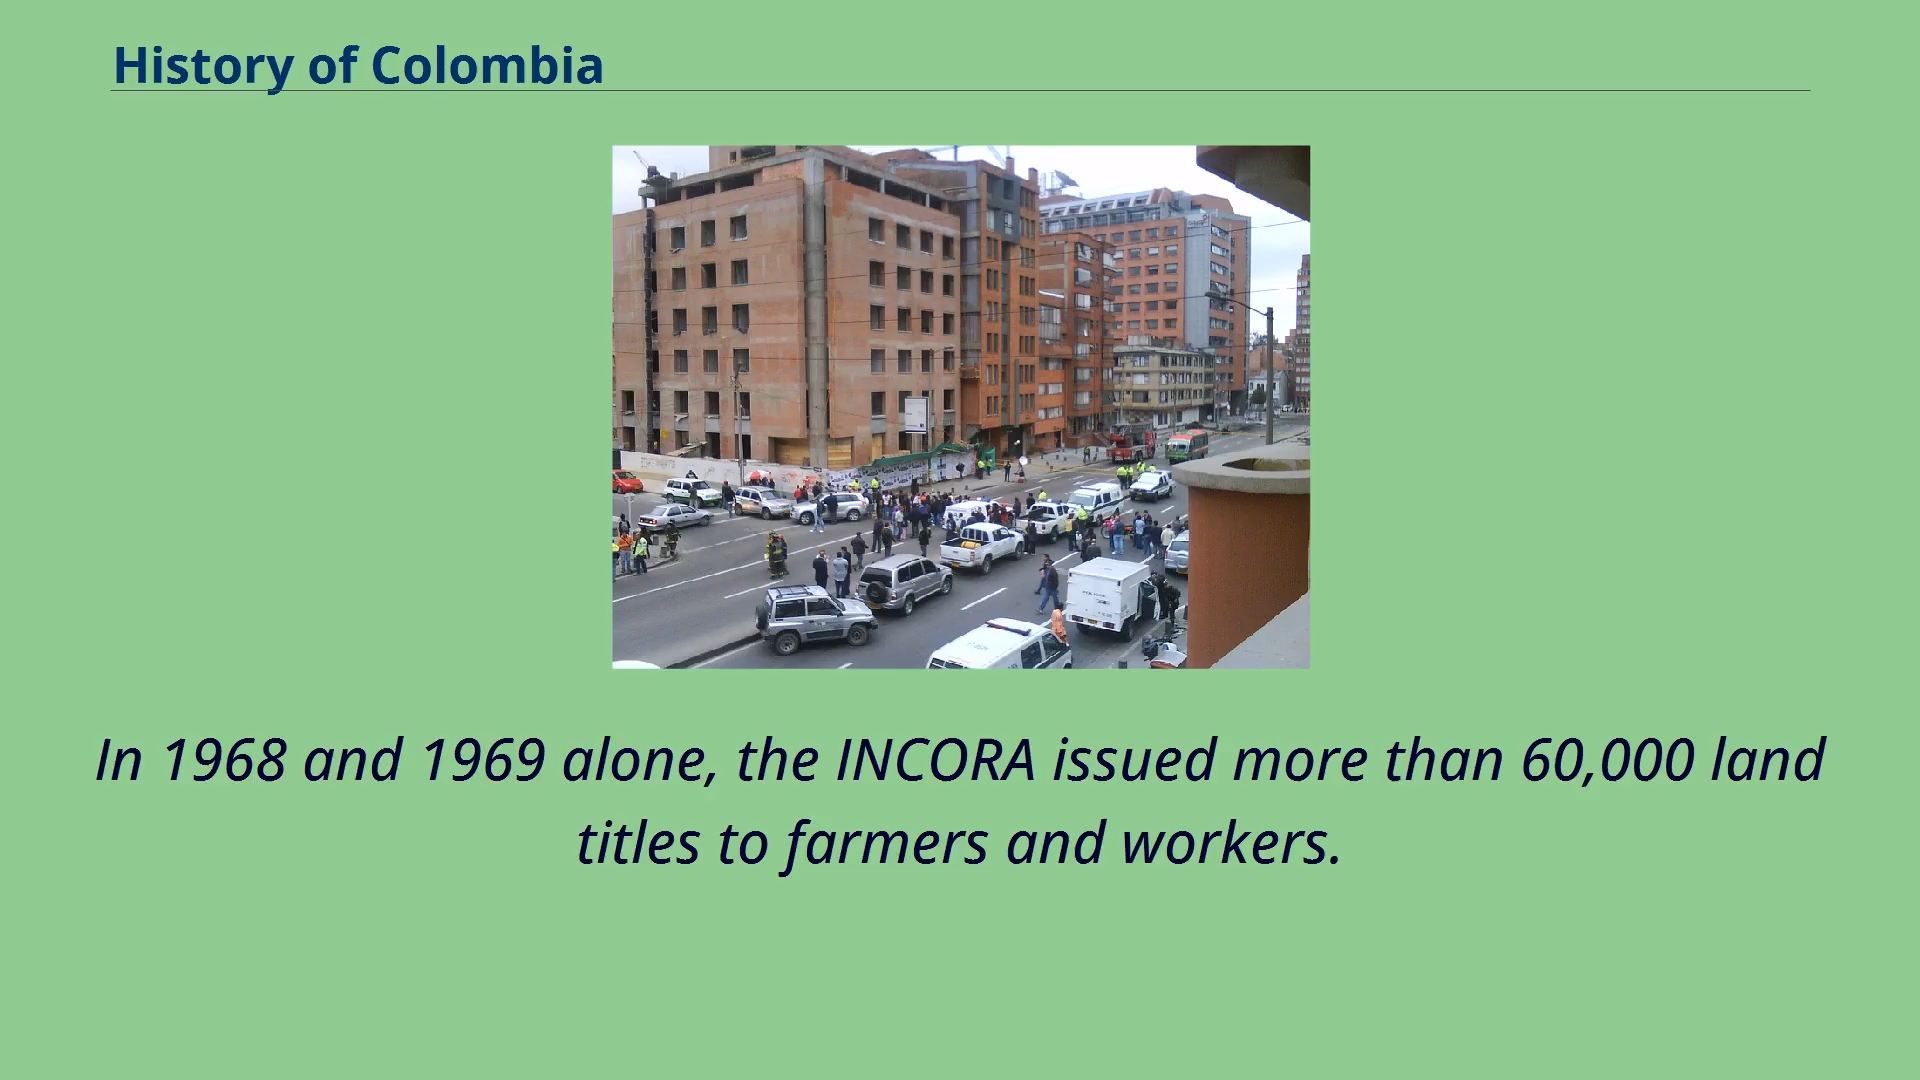 History of Colombia
In 1968 and 1969 alone, the INCORA issued more than 60,000 land
titles to farmers and workers.